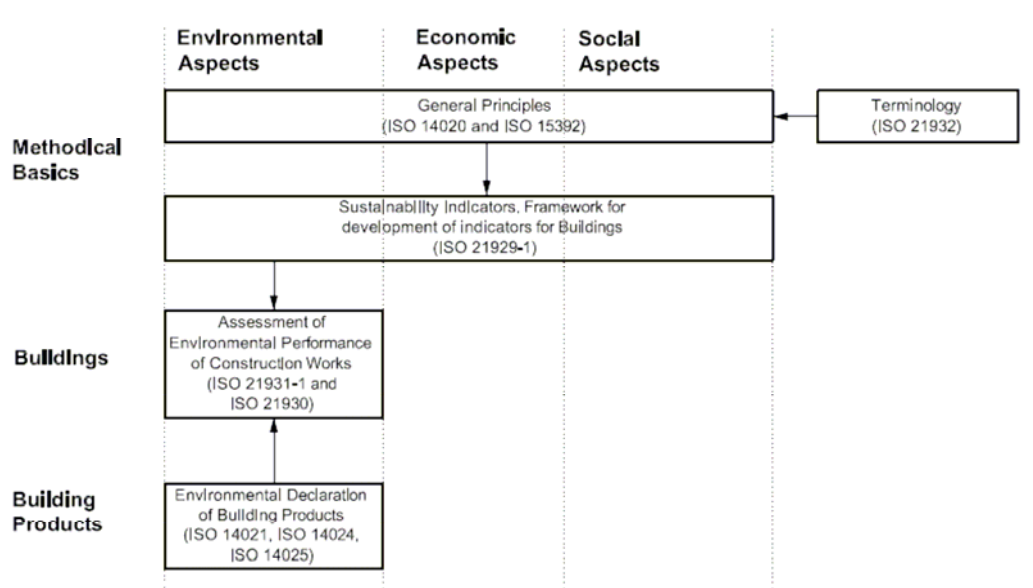 Environmental
Aspects
Economic
Aspects
Social
Aspects
General Principles
(ISO 14020 and ISO 15392)
Terminology
(ISO 21932)
Methodical
Basics
Sustainability Indicators, Framework for
development of indicators for Buildings
(ISO 21929-1)
Buildings
Assessment of
Environmental Performance
of Construction Works
(ISO 21931-1 and
ISO 21930)
Building
Products
Environmental Declaration
of Building Products
(ISO 14021, ISO 14024,
ISO 14025)